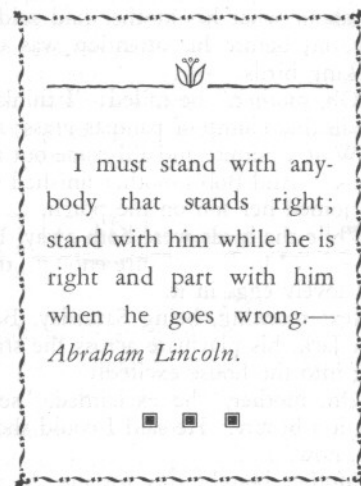 I must stand with any-
body that stands right;
stand with him while he is
right and part with him
when he goes wrong.—
Abraham Lincoln.